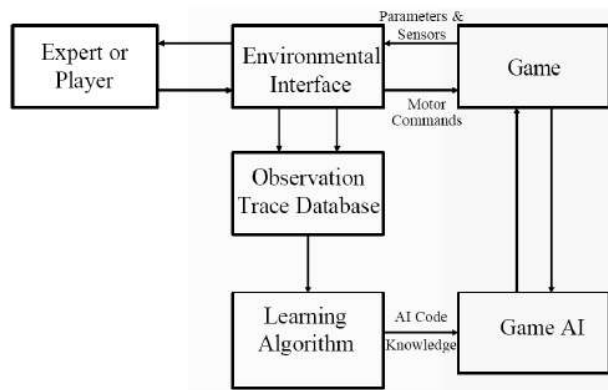 Expert or
Player
Environmental
Interface
Parameters &
Sensors
Motor
Commands
Game
Observation
Trace Database
Learning
Algorithm
AI Code
Knowledge
Game AI